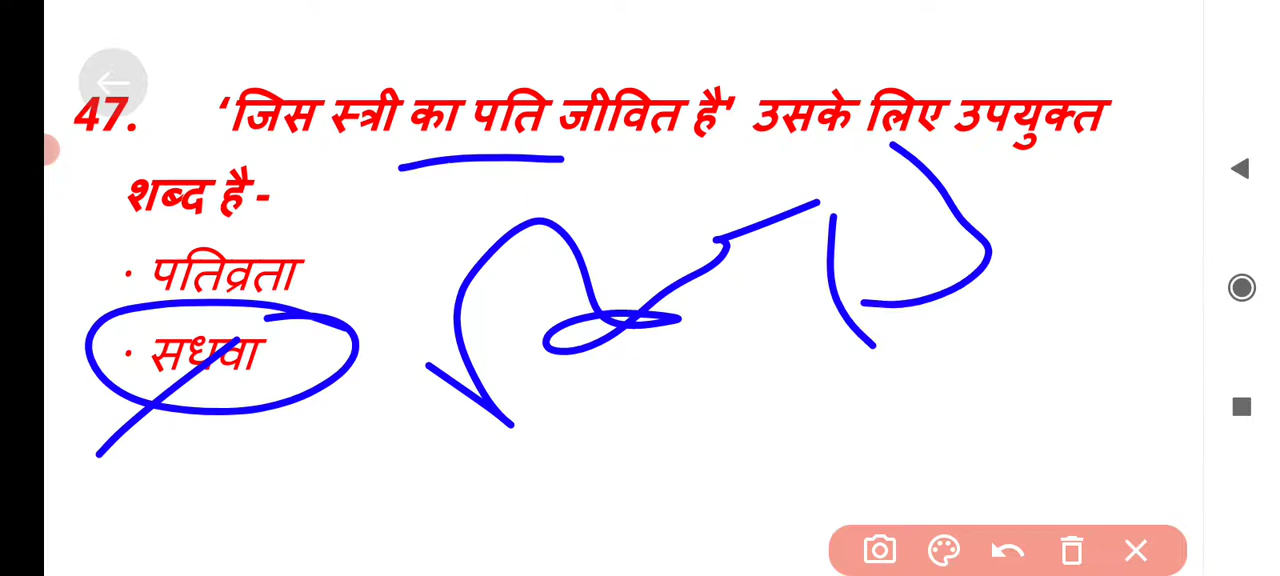 47. ‘जिस स्त्री का पति जीवित है' उसके लिए उपयुक्त
शब्द है -
· पतिव्रता
· सधवा